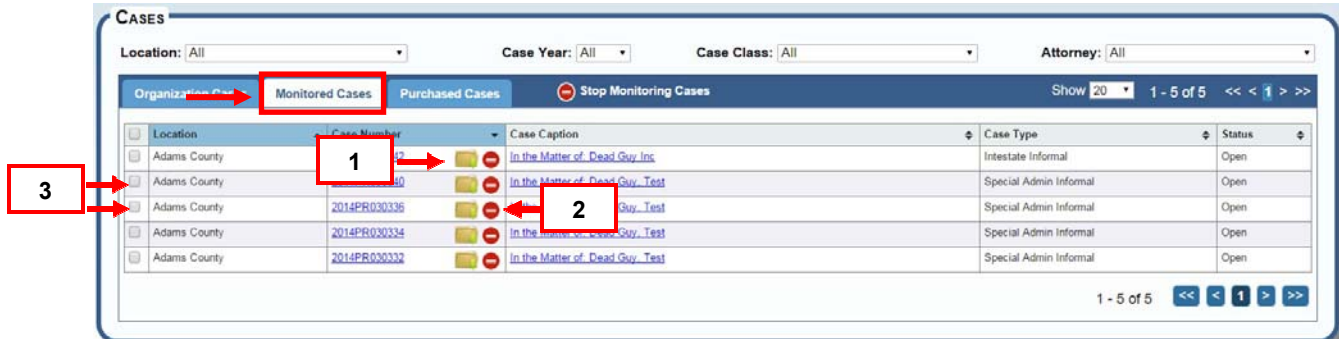 CASES
Location: All Case Year: All Case Class: All Attorney: All
Monitored Cases Purchased Cases Stop Monitoring Cases Show 20 1 - 5 of 5 << < 1 > >>
Location Case Number Case Caption Case Type Status
Adams County In the Matter of: Dead Guy Inc Intestate Informal Open
1
Adams County In the Matter of: Dead Guy, Test Special Admin Informal Open
3
Adams County 2014PR030336 Guy, Test Special Admin Informal Open
2
Adams County 2014PR030334 In the Matter of: Dead Guy, Test Special Admin Informal Open
Adams County 2014PR030332 In the Matter of: Dead Guy, Test Special Admin Informal Open
1 - 5 of 5 << < 1 > >>